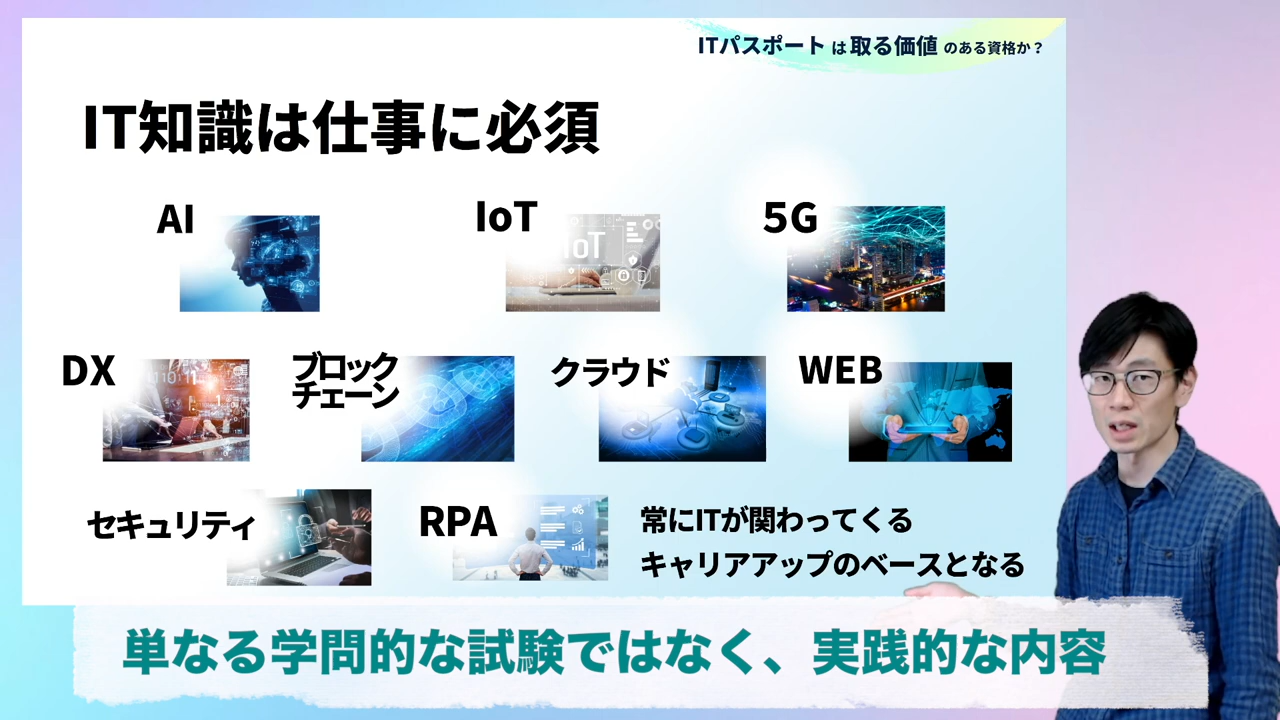 ITパスポート は 取る価値 のある資格か？
IT知識は仕事に必須
AI
IoT
IoT
5G
DX
ブロック
チェーン
クラウド
WEB
セキュリティ
RPA
常にITが関わってくる
キャリアアップのベースとなる
単なる学問的な試験ではなく、実践的な内容